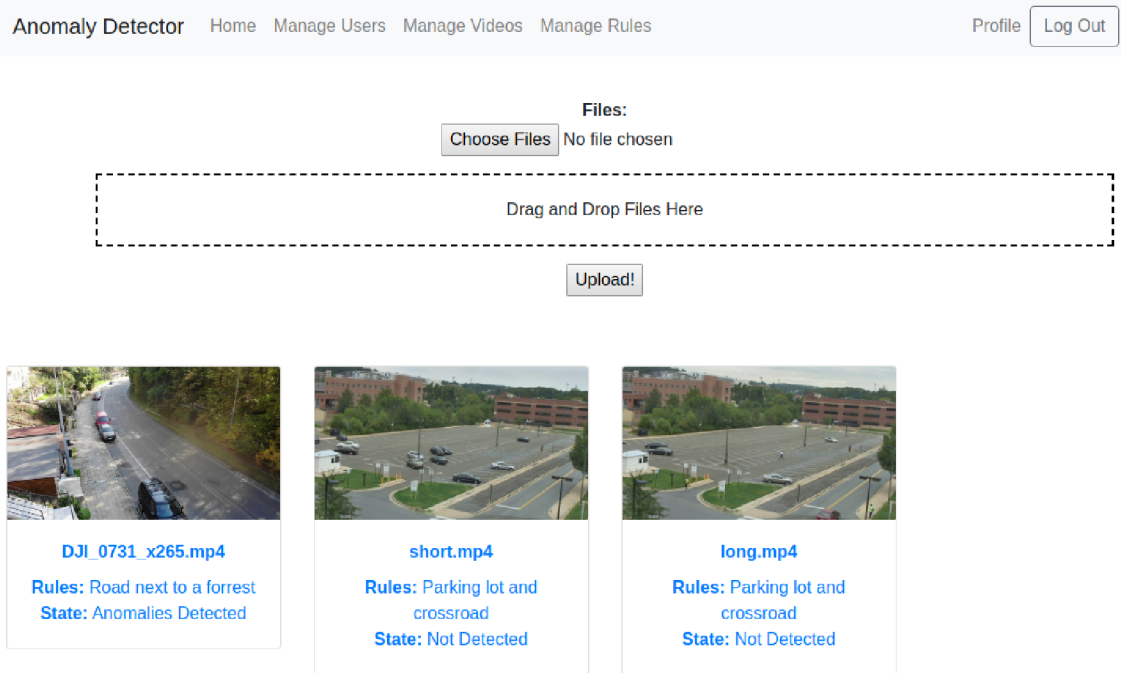 Anomaly Detector Home Manage Users Manage Videos Manage Rules Profile Log Out
Files:
Choose Files No file chosen
Drag and Drop Files Here
Upload!
DJI_0731_x265.mp4
Rules: Road next to a forrest
State: Anomalies Detected
short.mp4
Rules: Parking lot and
crossroad
State: Not Detected
long.mp4
Rules: Parking lot and
crossroad
State: Not Detected